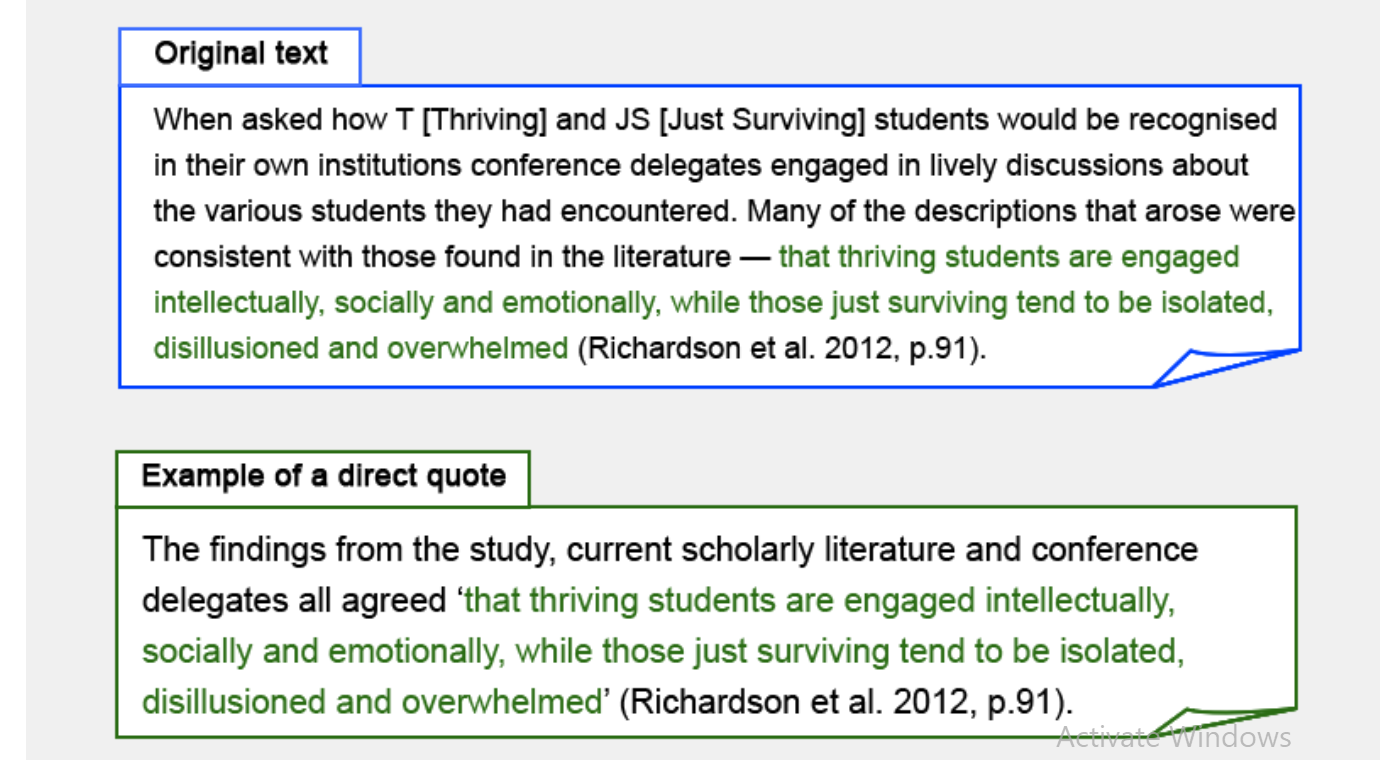 Original text
When asked how T [Thriving] and JS [Just Surviving] students would be recognised
in their own institutions conference delegates engaged in lively discussions about
the various students they had encountered. Many of the descriptions that arose were
consistent with those found in the literature — that thriving students are engaged
intellectually, socially and emotionally, while those just surviving tend to be isolated,
disillusioned and overwhelmed (Richardson et al. 2012, p.91).
Example of a direct quote
The findings from the study, current scholarly literature and conference
delegates all agreed ‘that thriving students are engaged intellectually,
socially and emotionally, while those just surviving tend to be isolated,
disillusioned and overwhelmed’ (Richardson et al. 2012, p.91).
Activate Windows